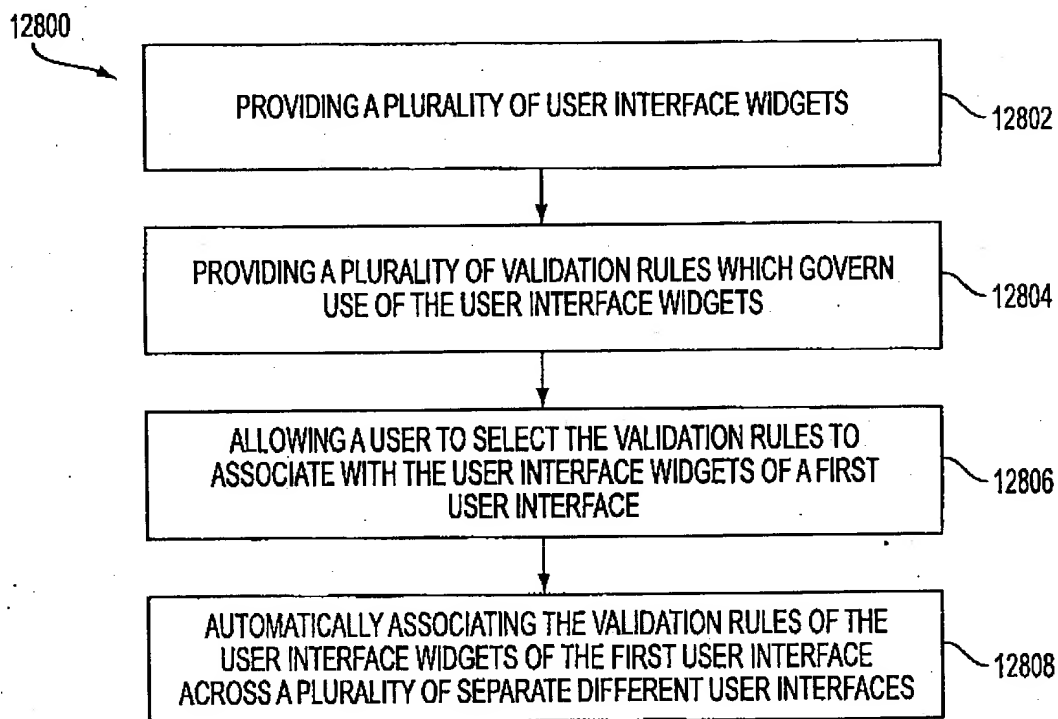 12800
PROVIDING A PLURALITY OF USER INTERFACE WIDGETS
12802
PROVIDING A PLURALITY OF VALIDATION RULES WHICH GOVERN
USE OF THE USER INTERFACE WIDGETS
12804
ALLOWING A USER TO SELECT THE VALIDATION RULES TO
ASSOCIATE WITH THE USER INTERFACE WIDGETS OF A FIRST
USER INTERFACE
12806
AUTOMATICALLY ASSOCIATING THE VALIDATION RULES OF THE
USER INTERFACE WIDGETS OF THE FIRST USER INTERFACE
ACROSS A PLURALITY OF SEPARATE DIFFERENT USER INTERFACES
12808